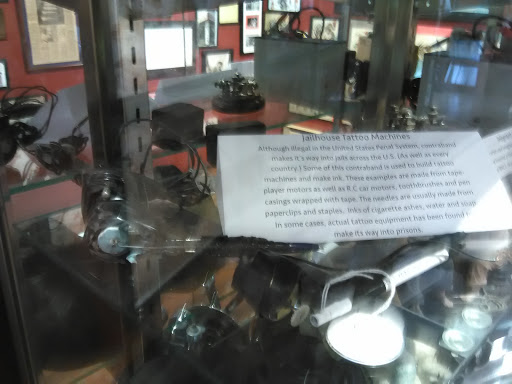 Jailhouse Tattoo Machines
Although illegal in the United States Penal System, contraband
makes it's way into jails across the U.S. (As well as every
country.) Some of this contraband is used to build tattoo
machines and make ink. These examples are made from tape
player motors as well as R.C car motors, toothbrushes and pen
casings wrapped with tape. The needles are usually made from
paperclips and staples. Inks of cigarette ashes, water and soot.
In some cases, actual tattoo equipment has been found
make its way into prisons.